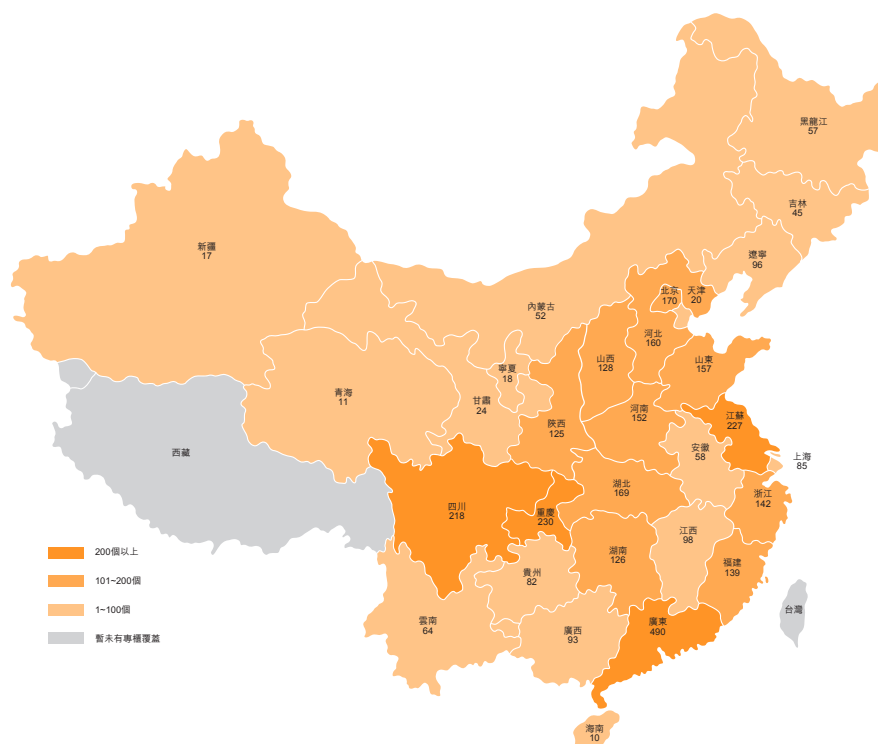 黑龍江
57
吉林
45
遼寧
96
新疆
17
內蒙古
52
北京
170
天津
20
河北
160
山西
128
山東
157
寧夏
18
青海
11
甘肅
24
陝西
125
河南
152
江蘇
227
安徽
58
上海
85
西藏
四川
218
重慶
230
湖北
169
浙江
142
江西
98
湖南
126
福建
139
貴州
82
雲南
64
廣西
93
廣東
490
台灣
海南
10
200個以上
101~200個
1~100個
暫未有專櫃覆蓋